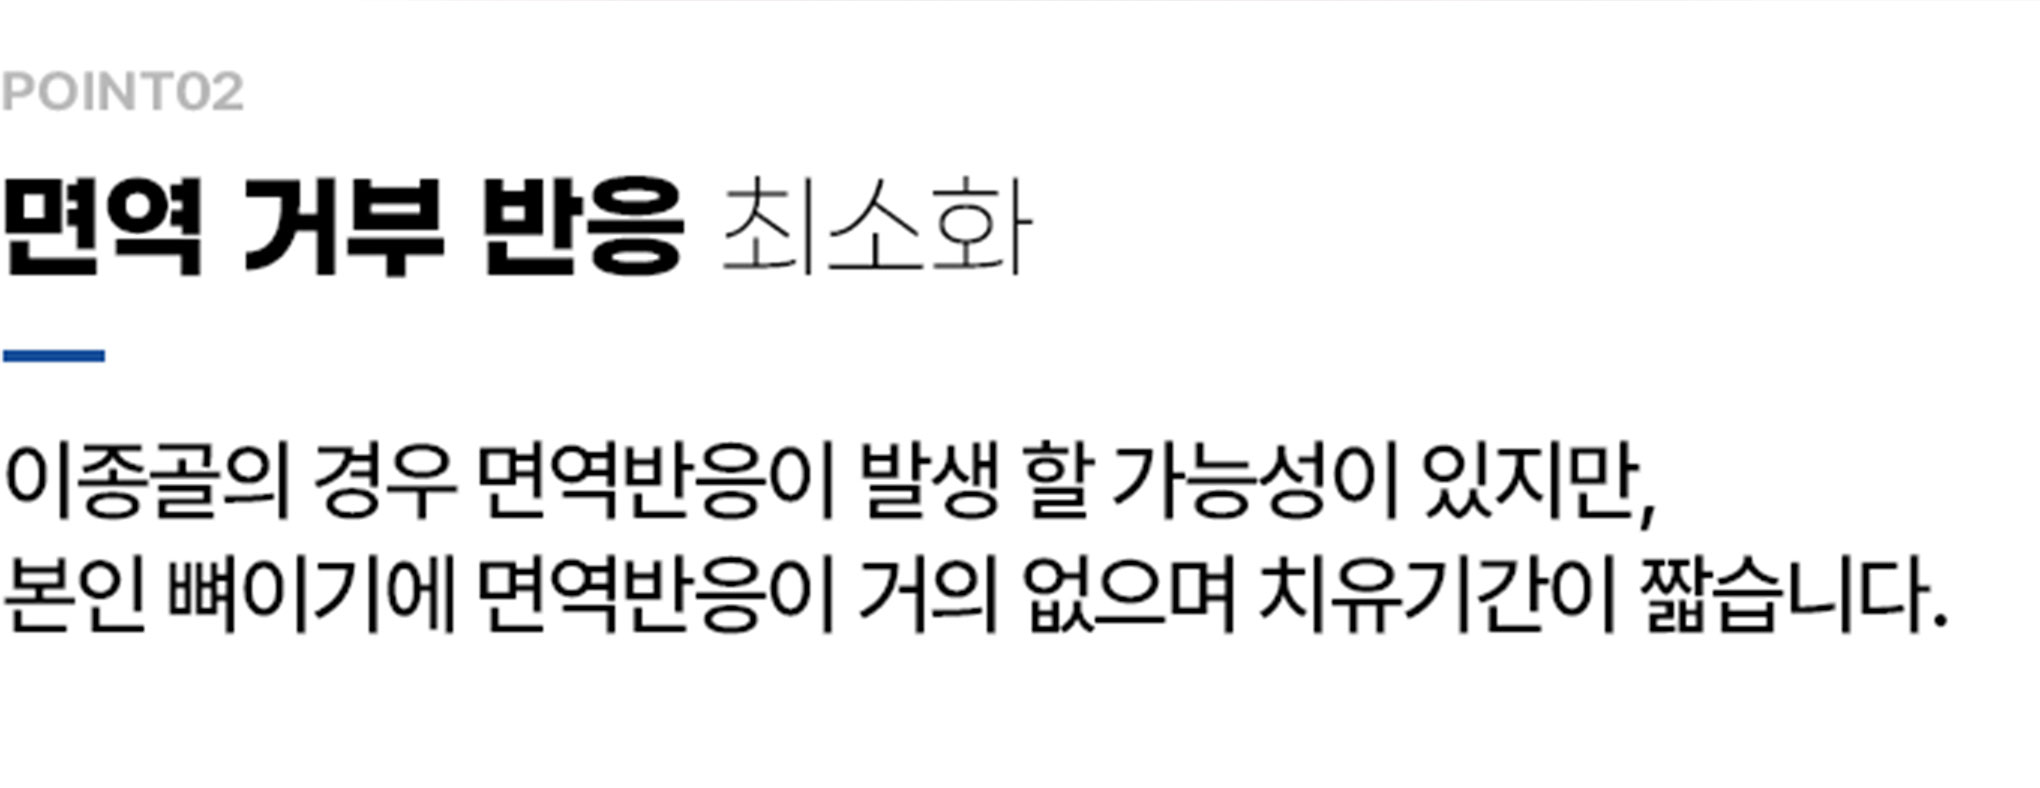 POINT02
면역 거부 반응 최소화
이종골의 경우 면역반응이 발생 할 가능성이 있지만,
본인 뼈이기에 면역반응이 거의 없으며 치유기간이 짧습니다.